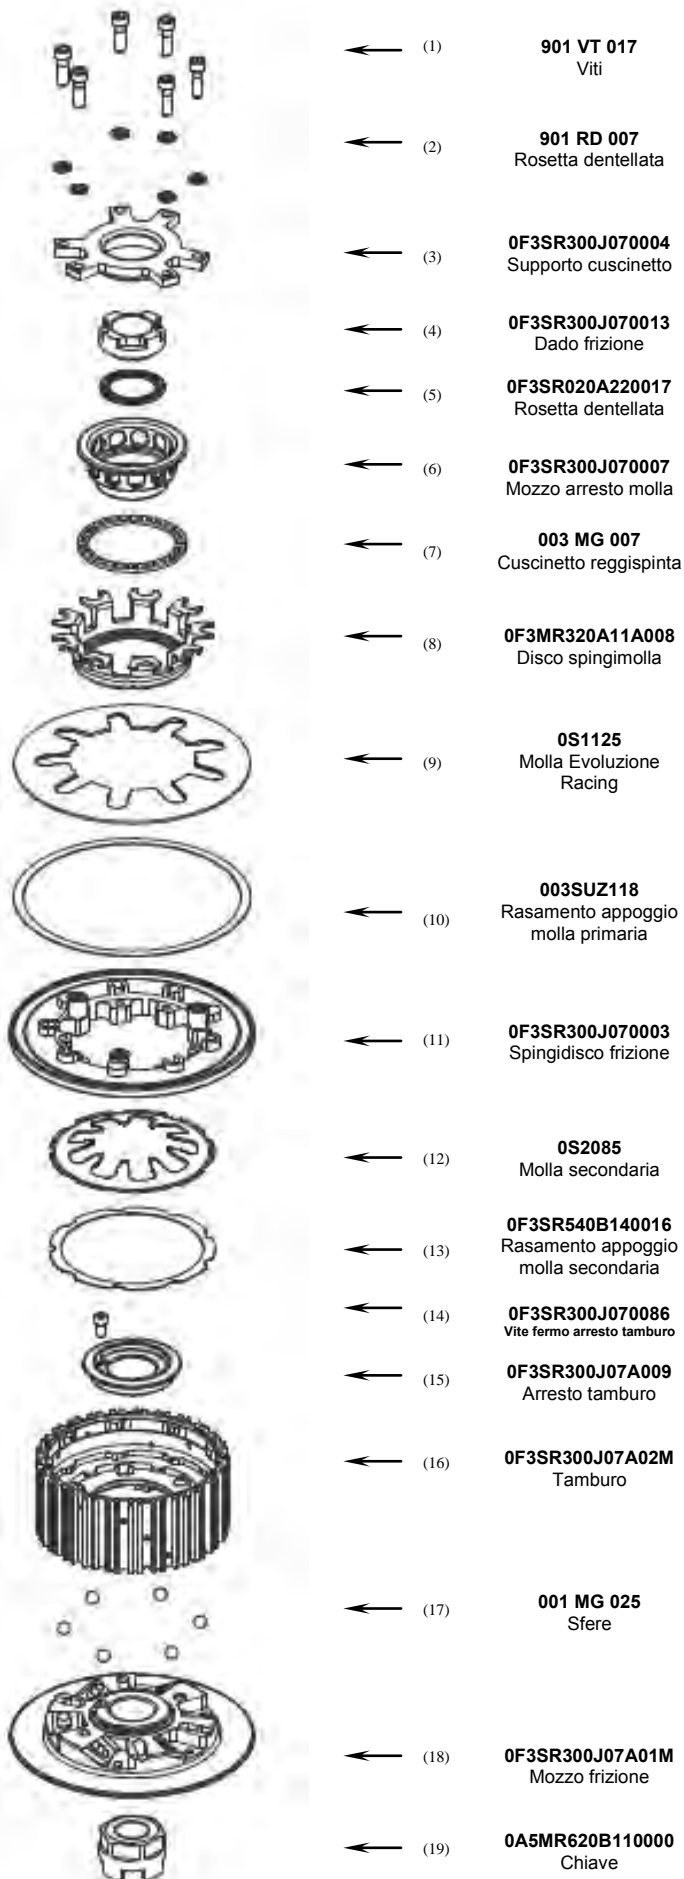 (1) 901 VT 017
Viti
(2) 901 RD 007
Rosetta dentellata
(3) 0F3SR300J070004
Supporto cuscinetto
(4) 0F3SR300J070013
Dado frizione
(5) 0F3SR020A220017
Rosetta dentellata
(6) 0F3SR300J070007
Mozzo arresto molla
(7) 003 MG 007
Cuscinetto reggispinta
(8) 0F3MR320A11A008
Disco spingimolla
(9) 0S1125
Molla Evoluzione
Racing
(10) 003SUZ118
Rasamento appoggio
molla primaria
(11) 0F3SR300J070003
Spingidisco frizione
(12) 0S2085
Molla secondaria
(13) 0F3SR540B140016
Rasamento appoggio
molla secondaria
(14) 0F3SR300J070086
Vite fermo arresto tamburo
(15) 0F3SR300J07A009
Arresto tamburo
(16) 0F3SR300J07A02M
Tamburo
(17) 001 MG 025
Sfere
(18) 0F3SR300J07A01M
Mozzo frizione
(19) 0A5MR620B110000
Chiave